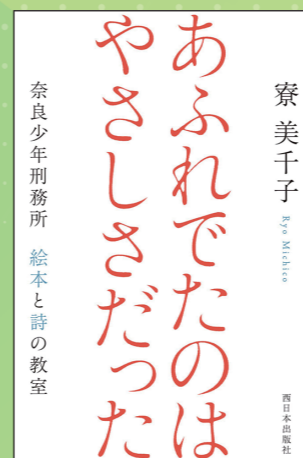 寮 美千子
Ryo Michico
あふれでたのは
やさしさだった
奈良少年刑務所 絵本と詩の教室
西日本出版社